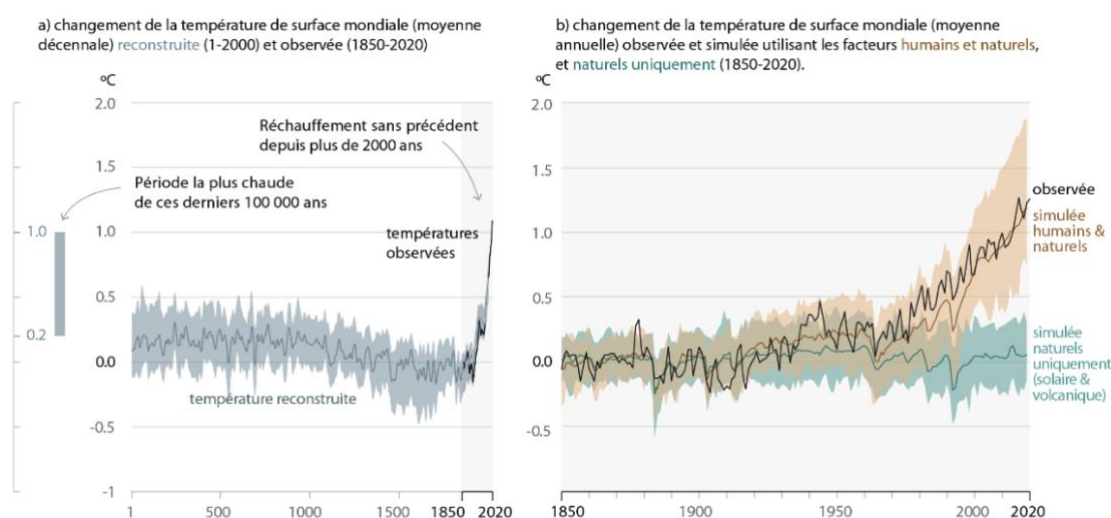 a) changement de la température de surface mondiale (moyenne
décennale) reconstruite (1-2000) et observée (1850-2020)
ºC
2.0
Réchauffement sans précédent
depuis plus de 2000 ans
1.5
Période la plus chaude
de ces derniers 100 000 ans
1.0
1.0
températures
observées
0.5
0.2
0.0
température reconstruite
-0.5
-1
1
500
1000
1500
1850
2020
b) changement de la température de surface mondiale (moyenne
annuelle) observée et simulée utilisant les facteurs humains et naturels,
et naturels uniquement (1850-2020).
ºC
2.0
1.5
observée
simulée
humains &
naturels
1.0
0.5
simulée
naturels
uniquement
(solaire &
volcanique)
0.0
-0.5
1850
1900
1950
2000
2020